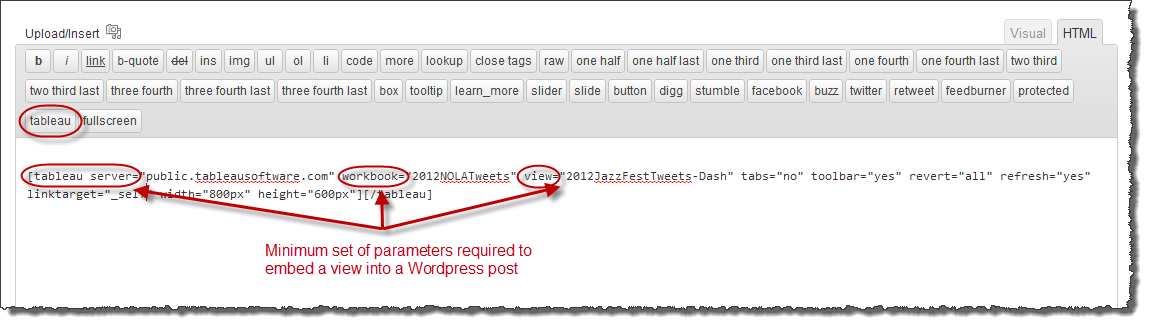 Upload/Insert
Visual HTML
b i link b-quote del ins img ul ol li code more lookup close tags raw one half one half last one third one third last one fourth one fourth last two third
two third last three fourth three fourth last three fourth last box tooltip learn_more slider slide button digg stumble facebook buzz twitter retweet feedburner protected
tableau fullscreen
[tableau server="public.tableausoftware.com" workbook="2012NOLATweets" view="2012JazzFestTweets-Dash" tabs="no" toolbar="yes" revert="all" refresh="yes"
linktarget="_self" width="800px" height="600px"][/tableau]
Minimum set of parameters required to
embed a view into a Wordpress post